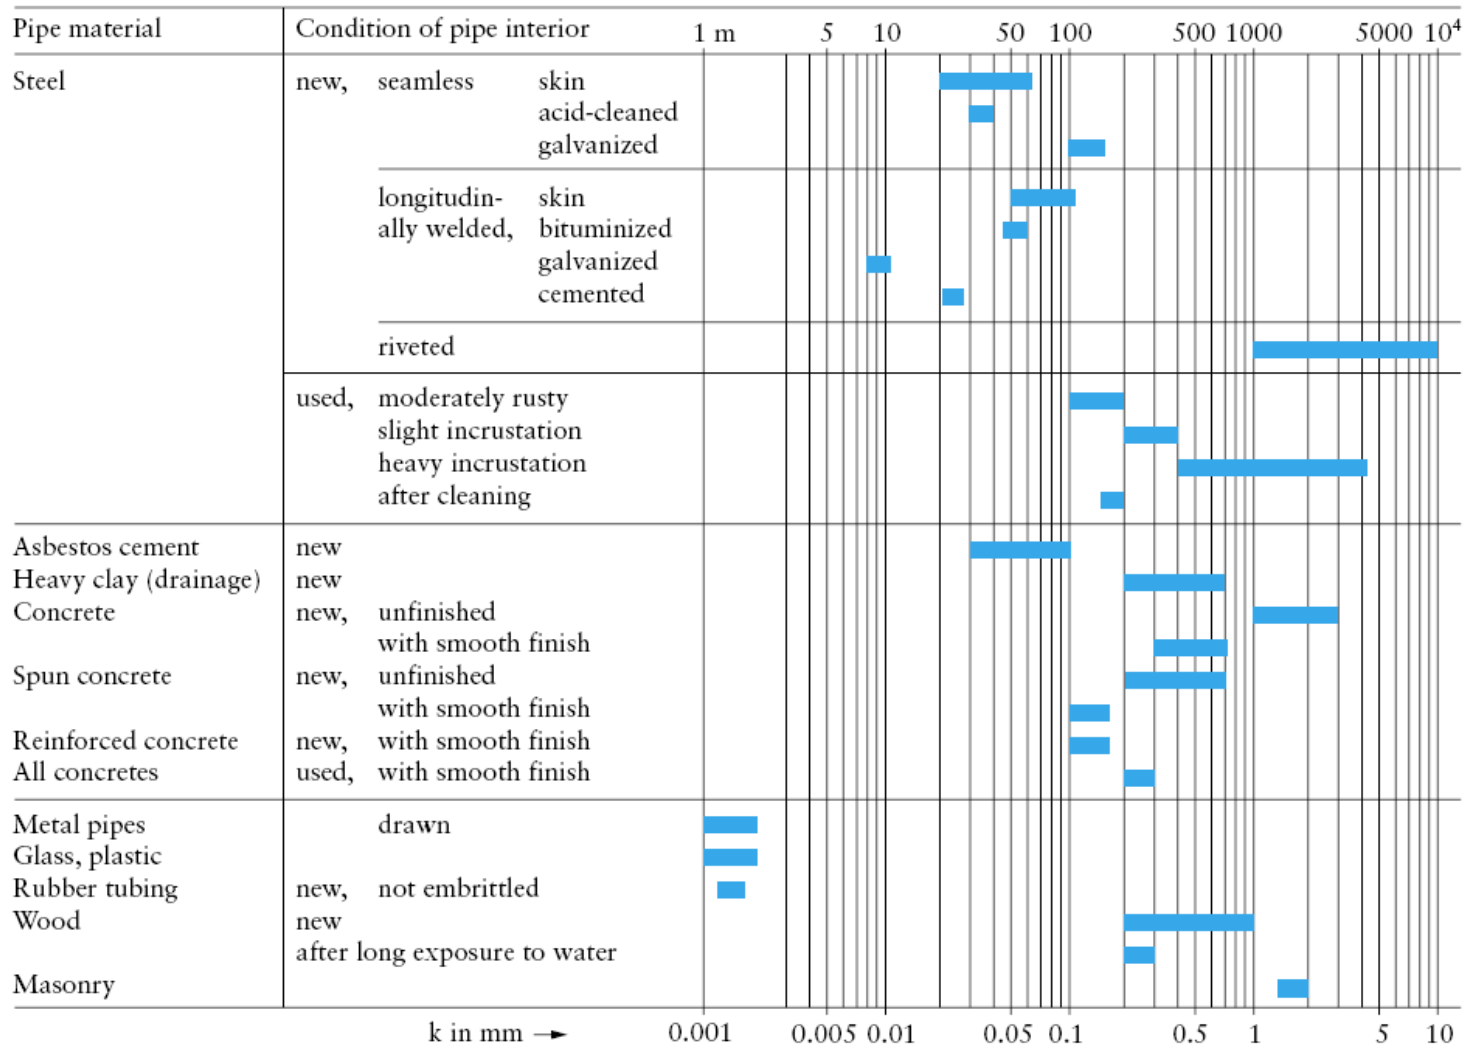 Pipe material Condition of pipe interior 1 m 5 10 50 100 500 1000 5000 10⁴
Steel new, seamless skin
acid-cleaned
galvanized
longitudin- skin
ally welded, bituminized
galvanized
cemented
riveted
used, moderately rusty
slight incrustation
heavy incrustation
after cleaning
Asbestos cement new
Heavy clay (drainage) new
Concrete new, unfinished
with smooth finish
Spun concrete new, unfinished
with smooth finish
Reinforced concrete new, with smooth finish
All concretes used, with smooth finish
Metal pipes drawn
Glass, plastic
Rubber tubing new, not embrittled
Wood new
after long exposure to water
Masonry
k in mm → 0.001 0.005 0.01 0.05 0.1 0.5 1 5 10